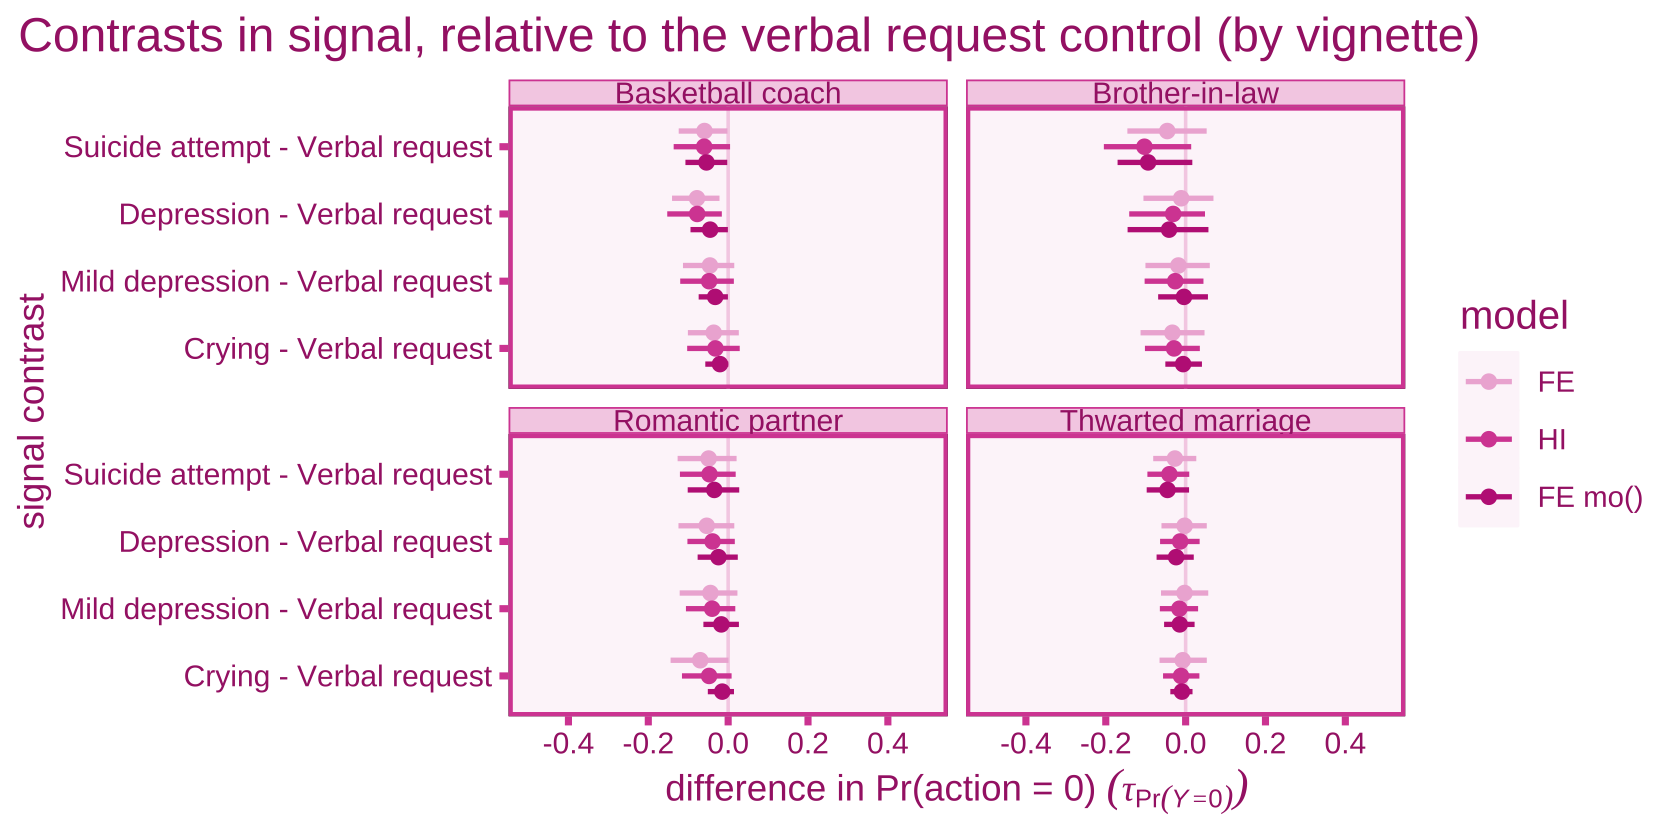 Contrasts in signal, relative to the verbal request control (by vignette)
Basketball coach
Brother-in-law
Suicide attempt - Verbal request
Depression - Verbal request
Mild depression - Verbal request
Crying - Verbal request
Romantic partner
Thwarted marriage
Suicide attempt - Verbal request
Depression - Verbal request
Mild depression - Verbal request
Crying - Verbal request
-0.4 -0.2 0.0 0.2 0.4
-0.4 -0.2 0.0 0.2 0.4
difference in Pr(action = 0) (τPr(Y=0))
signal contrast
model
FE
HI
FE mo()